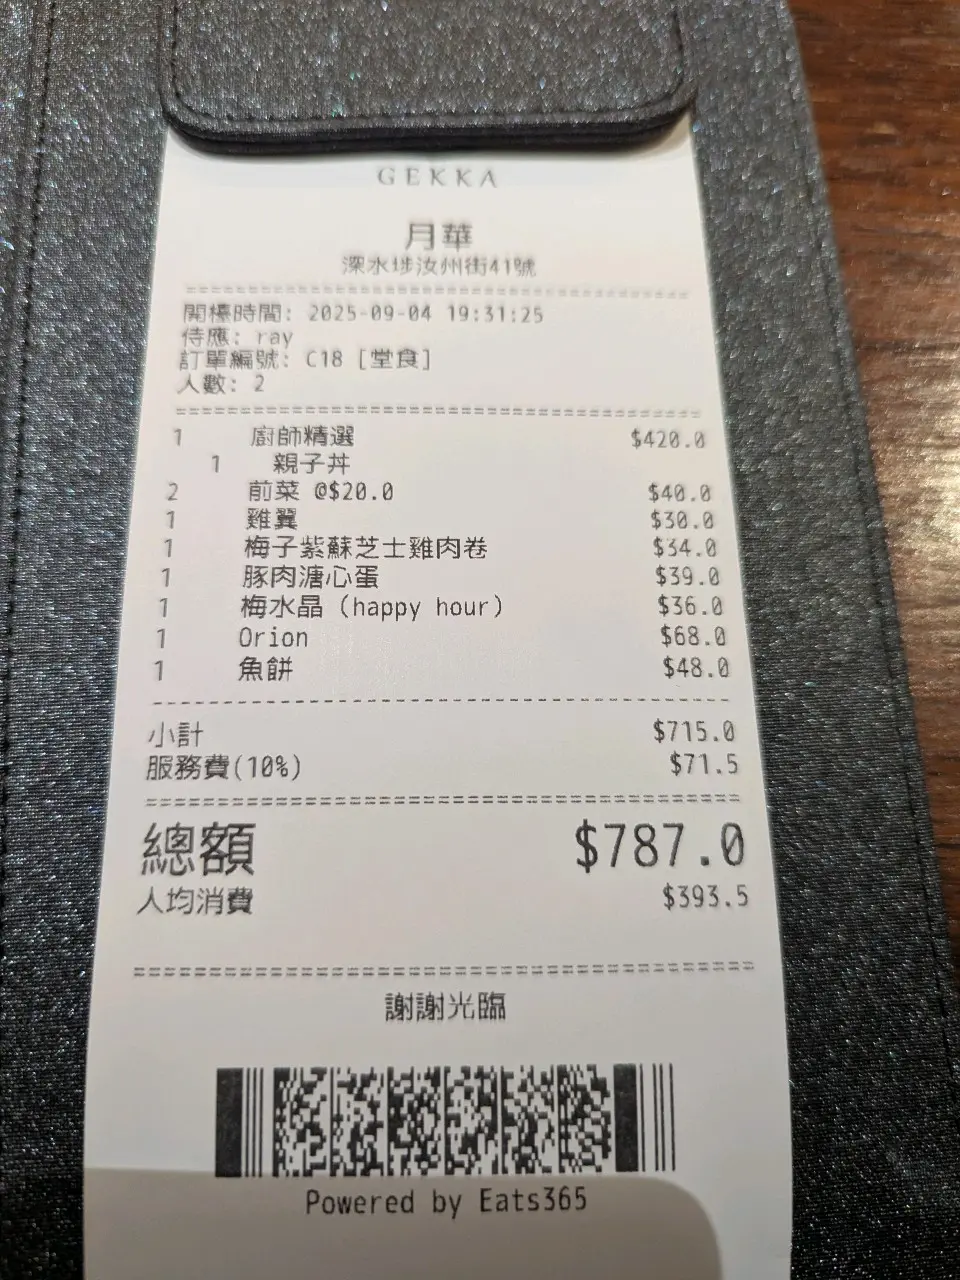 GEKKA
月華
深水埗汝州街41號
開檯時間: 2025-09-04 19:31:25
侍應: ray
訂單編號: C18 [堂食]
人數: 2
1 廚師精選 $420.0
1 親子丼
2 前菜 @$20.0 $40.0
1 雞翼 $30.0
1 梅子紫蘇芝士雞肉卷 $34.0
1 豚肉溏心蛋 $39.0
1 梅水晶 (happy hour) $36.0
1 Orion $68.0
1 魚餅 $48.0
小計 $715.0
服務費(10%) $71.5
總額 $787.0
人均消費 $393.5
謝謝光臨
Powered by Eats365